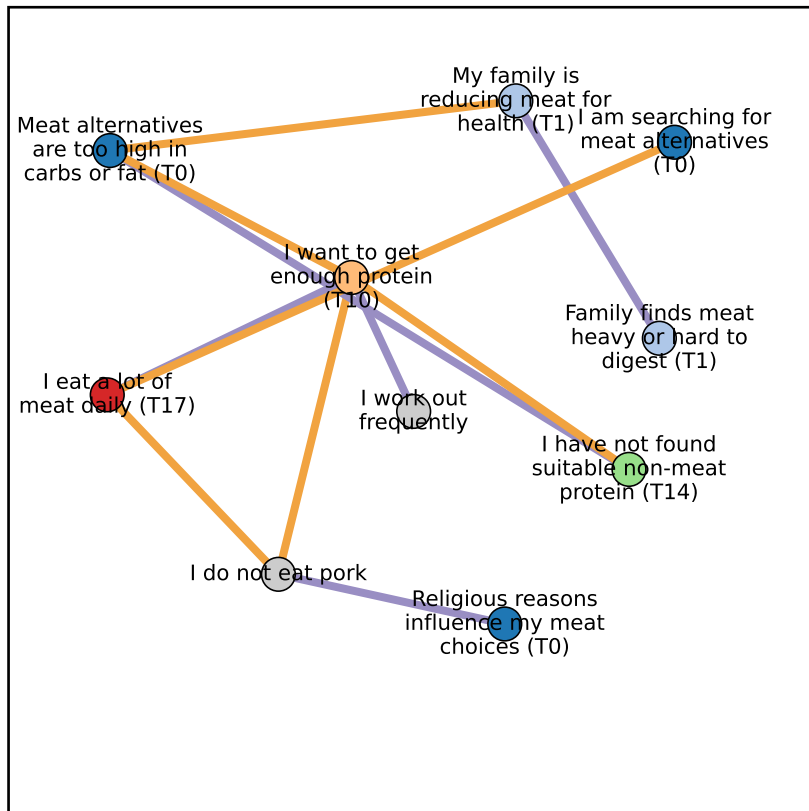 My family is
reducing meat for
health (T1)
I am searching for
meat alternatives
(T0)
Meat alternatives
are too high in
carbs or fat (T0)
I want to get
enough protein
(T10)
Family finds meat
heavy or hard to
digest (T1)
I eat a lot of
meat daily (T17)
I work out
frequently
I have not found
suitable non-meat
protein (T14)
I do not eat pork
Religious reasons
influence my meat
choices (T0)